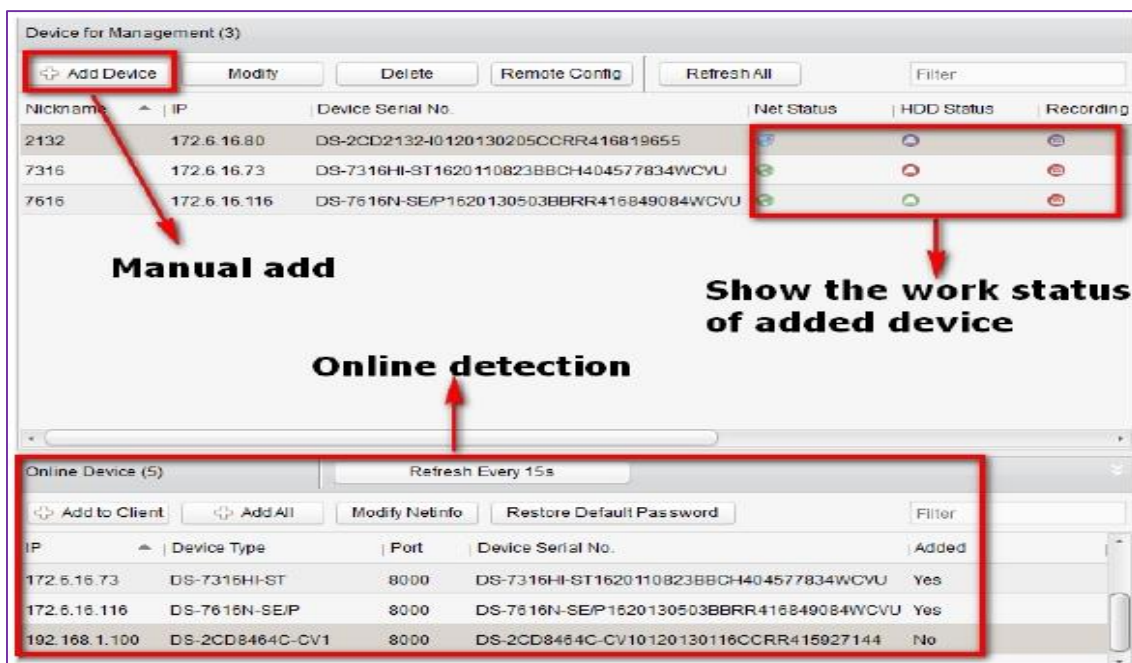 Device for Management (3)
Add Device Modify Delete Remote Config Refresh All Filter
Nickname IP Device Serial No. Net Status HDD Status Recording
2132 172.6.16.80 DS-2CD2132-I0120130205CCRR416819655
7316 172.6.16.73 DS-7316HI-ST1620110823BBCH404577834WCVU
7616 172.6.16.116 DS-7616N-SE/P1620130503BBRR416849084WCVU
Manual add
Show the work status
of added device
Online detection
Online Device (5) Refresh Every 15s
Add to Client Add All Modify Netinfo Restore Default Password Filter
IP Device Type Port Device Serial No. Added
172.6.16.73 DS-7316HI-ST 8000 DS-7316HI-ST1620110823BBCH404577834WCVU Yes
172.6.16.116 DS-7616N-SE/P 8000 DS-7616N-SE/P1620130503BBRR416849084WCVU Yes
192.168.1.100 DS-2CD8464C-CV1 8000 DS-2CD8464C-CV10120130116CCRR415927144 No